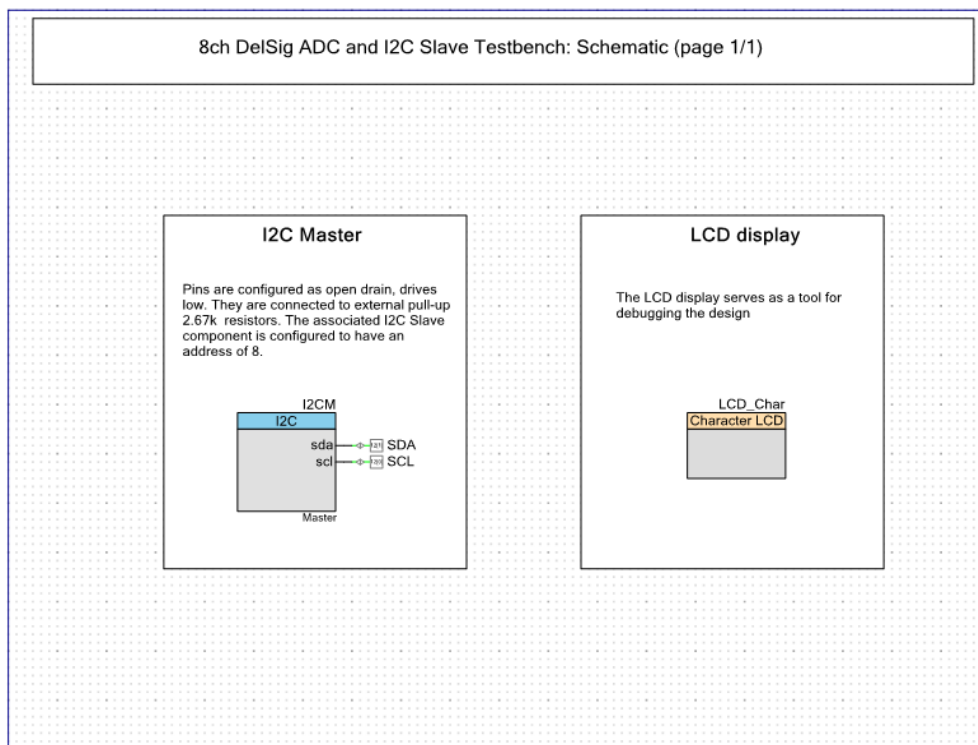 8ch DelSig ADC and I2C Slave Testbench: Schematic (page 1/1)
I2C Master
Pins are configured as open drain, drives
low. They are connected to external pull-up
2.67k resistors. The associated I2C Slave
component is configured to have an
address of 8.
I2CM
I2C
sda
SDA
scl
SCL
Master
LCD display
The LCD display serves as a tool for
debugging the design
LCD_Char
Character LCD